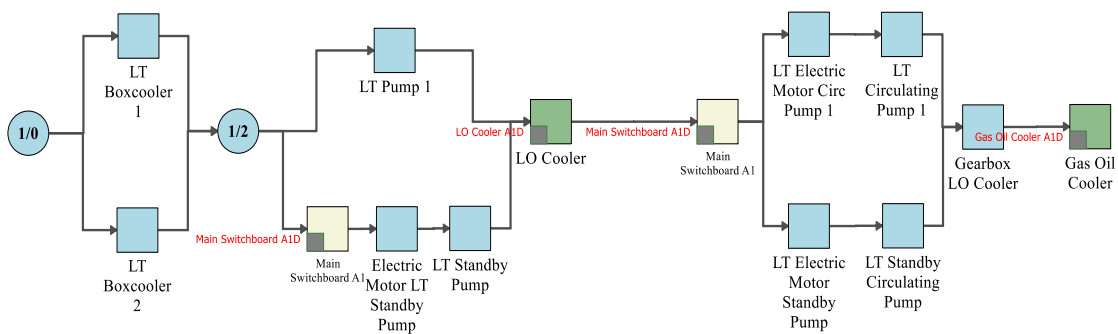 1/0
LT
Boxcooler
1
LT
Boxcooler
2
1/2
LT Pump 1
Main Switchboard A1D
Main
Switchboard A1
Electric
Motor LT
Standby
Pump
LT Standby
Pump
LO Cooler A1D
LO Cooler
Main Switchboard A1D
Main
Switchboard A1
LT Electric
Motor Circ
Pump 1
LT
Circulating
Pump 1
LT Electric
Motor
Standby
Pump
LT Standby
Circulating
Pump
Gearbox
LO Cooler
Gas Oil Cooler A1D
Gas Oil
Cooler